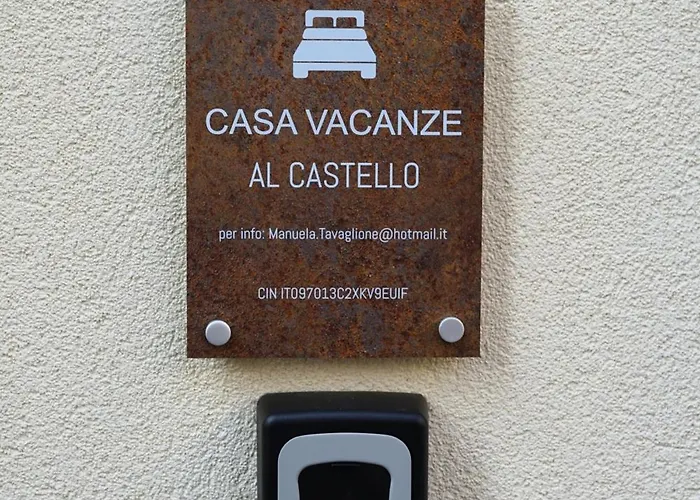 CASA VACANZE
AL CASTELLO
per info: Manuela.Tavaglione@hotmail.it
CIN IT097013C2XKV9EUIF